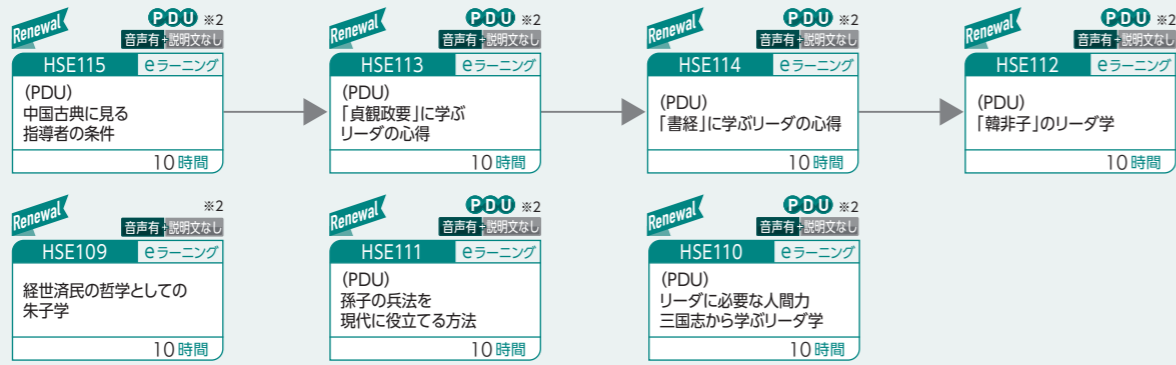 Renewal
PDU ※2
音声有+説明文なし
HSE115 eラーニング
(PDU)
中国古典に見る
指導者の条件
10時間
Renewal
PDU ※2
音声有+説明文なし
HSE113 eラーニング
(PDU)
「貞観政要」に学ぶ
リーダの心得
10時間
Renewal
PDU ※2
音声有+説明文なし
HSE114 eラーニング
(PDU)
「書経」に学ぶリーダの心得
10時間
Renewal
PDU ※2
音声有+説明文なし
HSE112 eラーニング
(PDU)
「韓非子」のリーダ学
10時間
Renewal
※2
音声有+説明文なし
HSE109 eラーニング
経世済民の哲学としての
朱子学
10時間
Renewal
PDU ※2
音声有+説明文なし
HSE111 eラーニング
(PDU)
孫子の兵法を
現代に役立てる方法
10時間
Renewal
PDU ※2
音声有+説明文なし
HSE110 eラーニング
(PDU)
リーダに必要な人間力
三国志から学ぶリーダ学
10時間